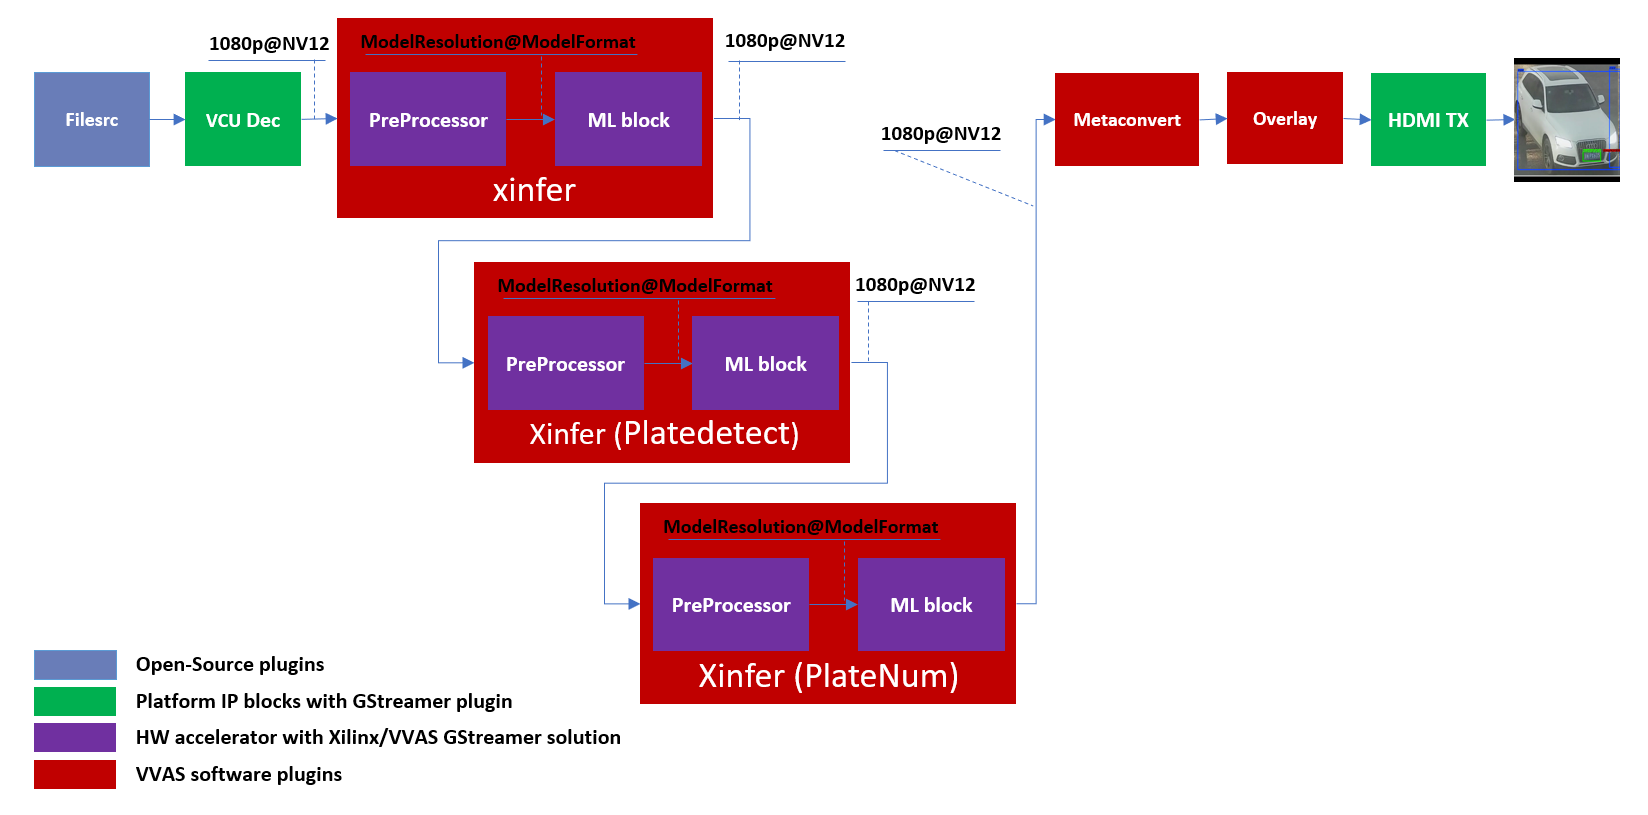 1080p@NV12
ModelResolution@ModelFormat
1080p@NV12
Filesrc
VCU Dec
PreProcessor
ML block
xinfer
1080p@NV12
Metaconvert
Overlay
HDMI TX
ModelResolution@ModelFormat
1080p@NV12
PreProcessor
ML block
Xinfer (Platedetect)
ModelResolution@ModelFormat
PreProcessor
ML block
Xinfer (PlateNum)
Open-Source plugins
Platform IP blocks with GStreamer plugin
HW accelerator with Xilinx/VVAS GStreamer solution
VVAS software plugins